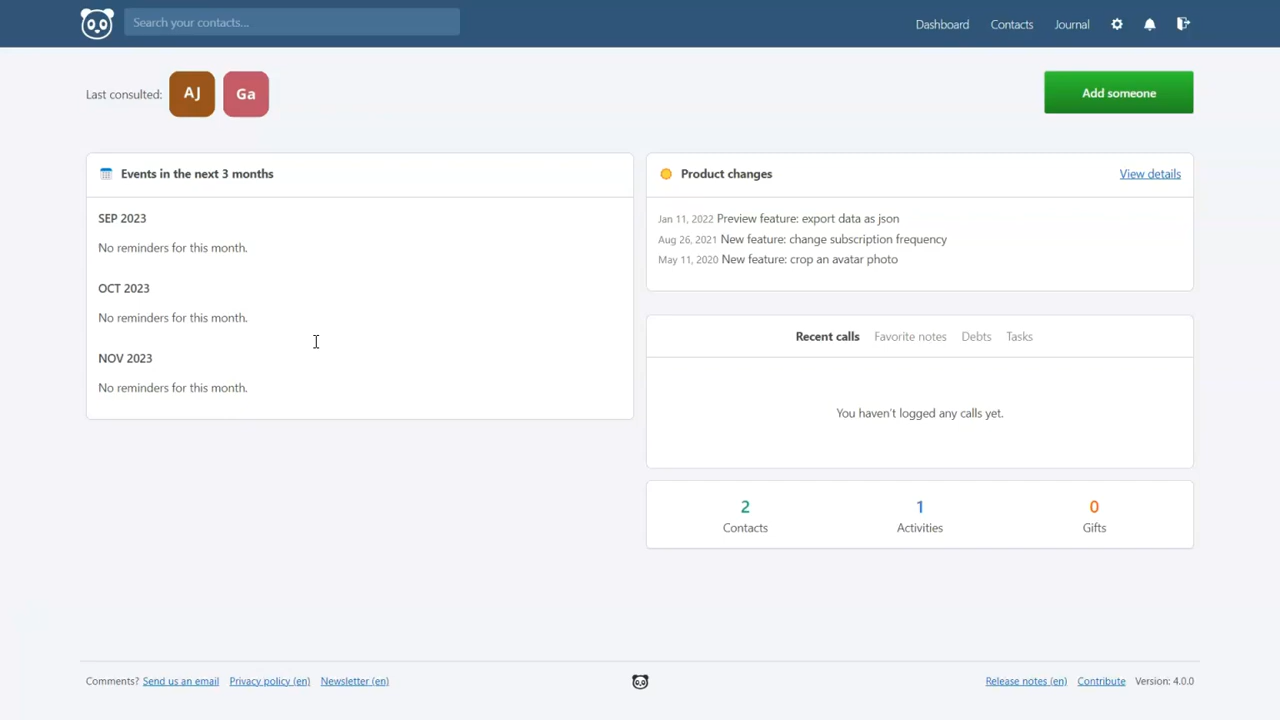 Search your contacts...
Dashboard Contacts Journal
Last consulted: AJ Ga
Add someone
Events in the next 3 months
SEP 2023
No reminders for this month.
OCT 2023
No reminders for this month.
NOV 2023
No reminders for this month.
Product changes View details
Jan 11, 2022 Preview feature: export data as json
Aug 26, 2021 New feature: change subscription frequency
May 11, 2020 New feature: crop an avatar photo
Recent calls Favorite notes Debts Tasks
You haven't logged any calls yet.
2 1 0
Contacts Activities Gifts
Comments? Send us an email Privacy policy (en) Newsletter (en) Release notes (en) Contribute Version: 4.0.0